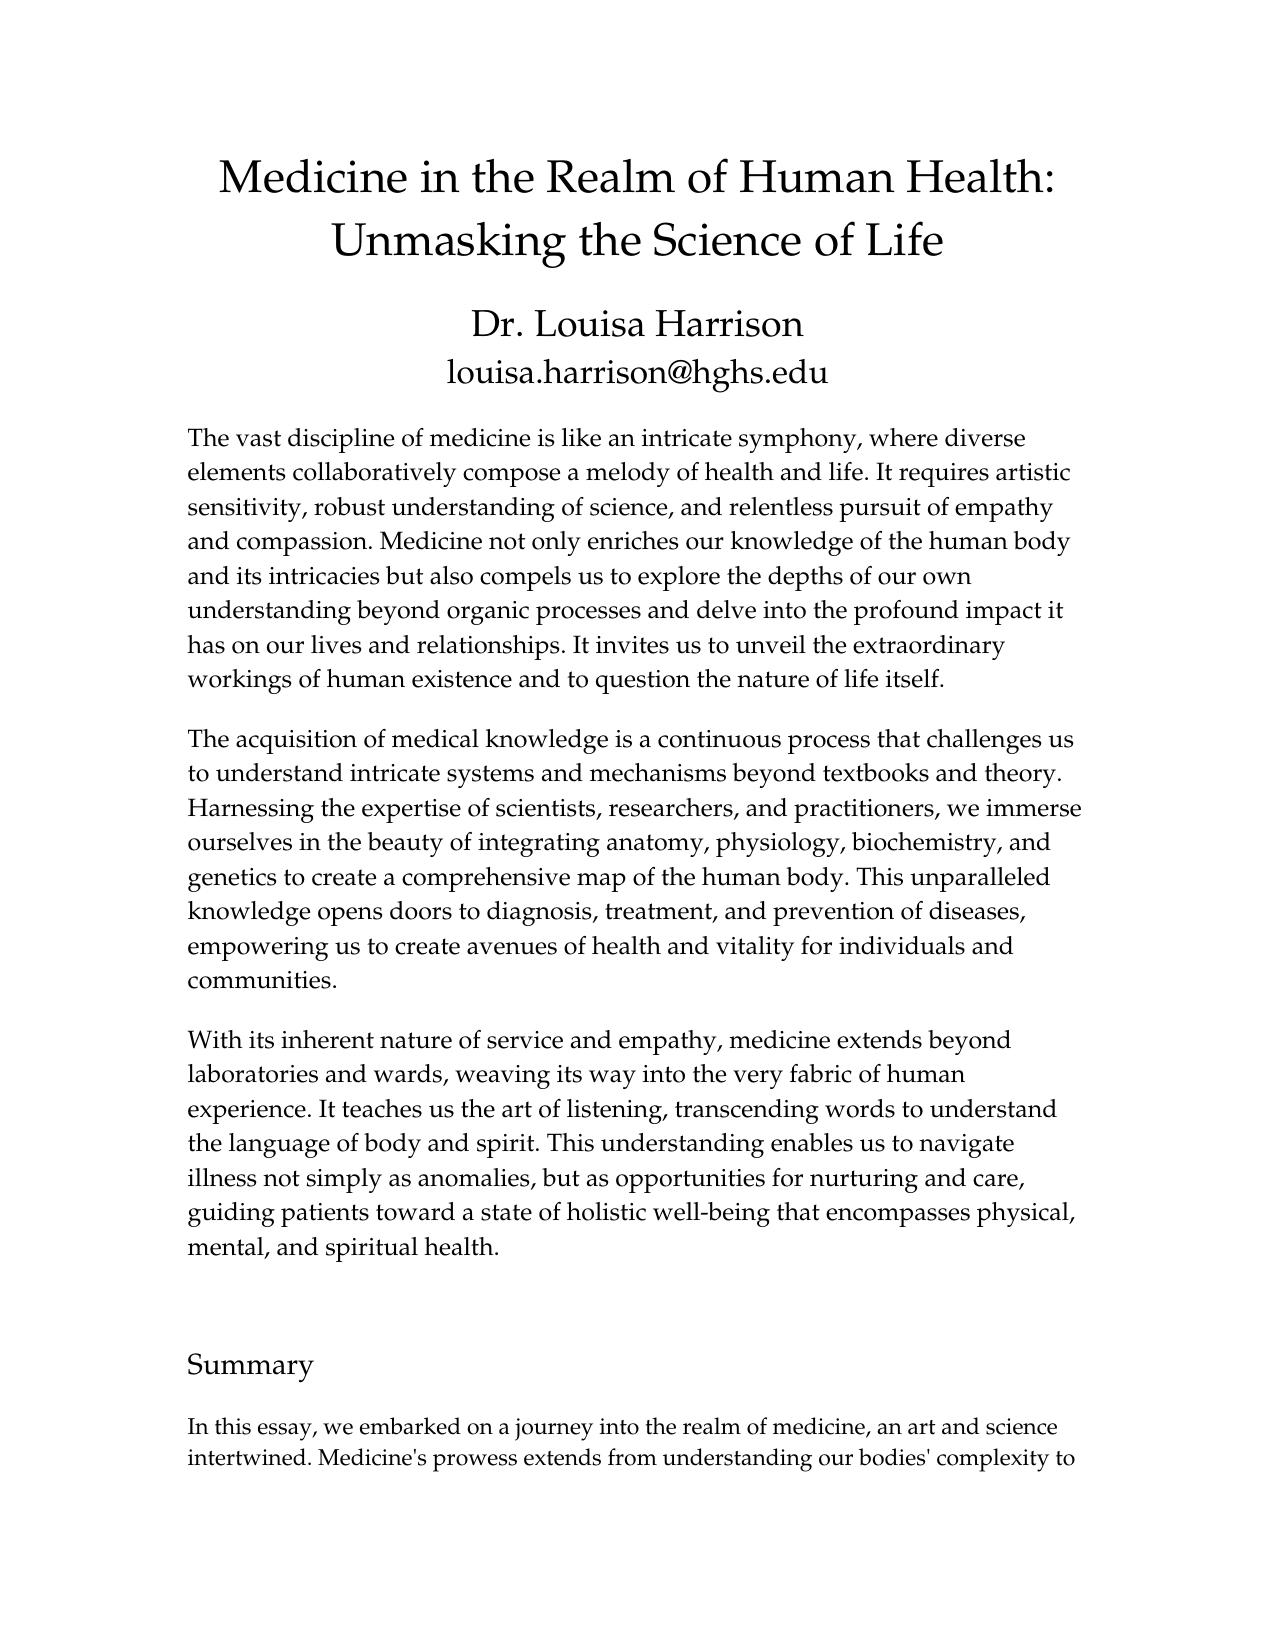 Medicine in the Realm of Human Health:
Unmasking the Science of Life
Dr. Louisa Harrison
louisa.harrison@hghs.edu
The vast discipline of medicine is like an intricate symphony, where diverse
elements collaboratively compose a melody of health and life. It requires artistic
sensitivity, robust understanding of science, and relentless pursuit of empathy
and compassion. Medicine not only enriches our knowledge of the human body
and its intricacies but also compels us to explore the depths of our own
understanding beyond organic processes and delve into the profound impact it
has on our lives and relationships. It invites us to unveil the extraordinary
workings of human existence and to question the nature of life itself.
The acquisition of medical knowledge is a continuous process that challenges us
to understand intricate systems and mechanisms beyond textbooks and theory.
Harnessing the expertise of scientists, researchers, and practitioners, we immerse
ourselves in the beauty of integrating anatomy, physiology, biochemistry, and
genetics to create a comprehensive map of the human body. This unparalleled
knowledge opens doors to diagnosis, treatment, and prevention of diseases,
empowering us to create avenues of health and vitality for individuals and
communities.
With its inherent nature of service and empathy, medicine extends beyond
laboratories and wards, weaving its way into the very fabric of human
experience. It teaches us the art of listening, transcending words to understand
the language of body and spirit. This understanding enables us to navigate
illness not simply as anomalies, but as opportunities for nurturing and care,
guiding patients toward a state of holistic well-being that encompasses physical,
mental, and spiritual health.
Summary
In this essay, we embarked on a journey into the realm of medicine, an art and science
intertwined. Medicine's prowess extends from understanding our bodies' complexity to